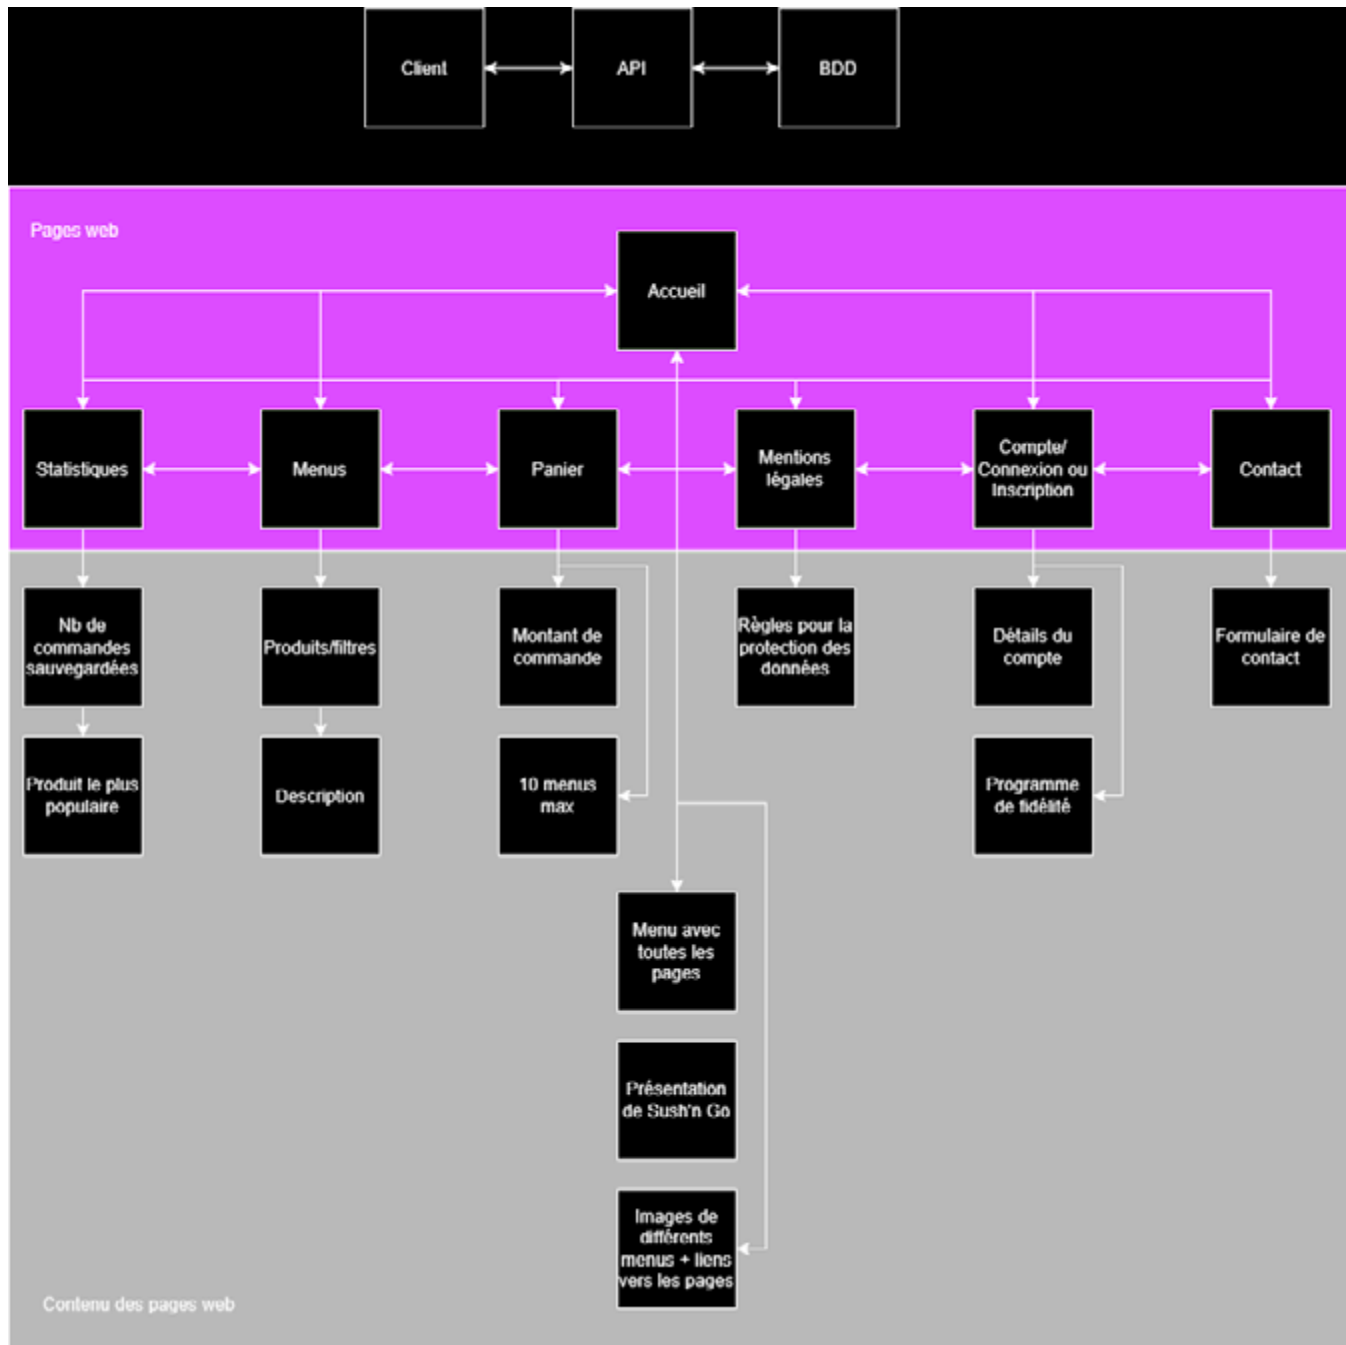 Client
API
BDD
Pages web
Accueil
Statistiques
Menus
Panier
Mentions
légales
Compte/
Connexion ou
Inscription
Contact
Nb de
commandes
sauvegardées
Produits/filtres
Montant de
commande
Règles pour la
protection des
données
Détails du
compte
Formulaire de
contact
Produit le plus
populaire
Description
10 menus
max
Programme
de fidélité
Menu avec
toutes les
pages
Présentation
de Sush'n Go
Images de
différents
menus + liens
vers les pages
Contenu des pages web